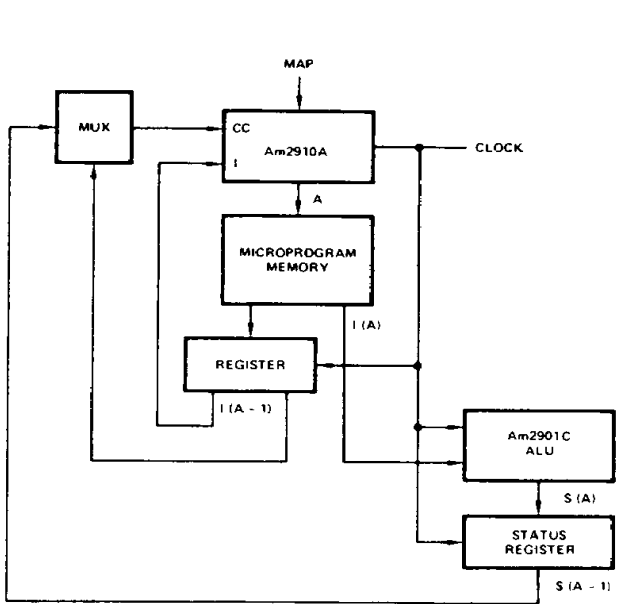 MAP
MUX
CC
Am2910A
I
CLOCK
A
MICROPROGRAM
MEMORY
I (A)
REGISTER
I (A - 1)
Am2901C
ALU
S (A)
STATUS
REGISTER
S (A - 1)